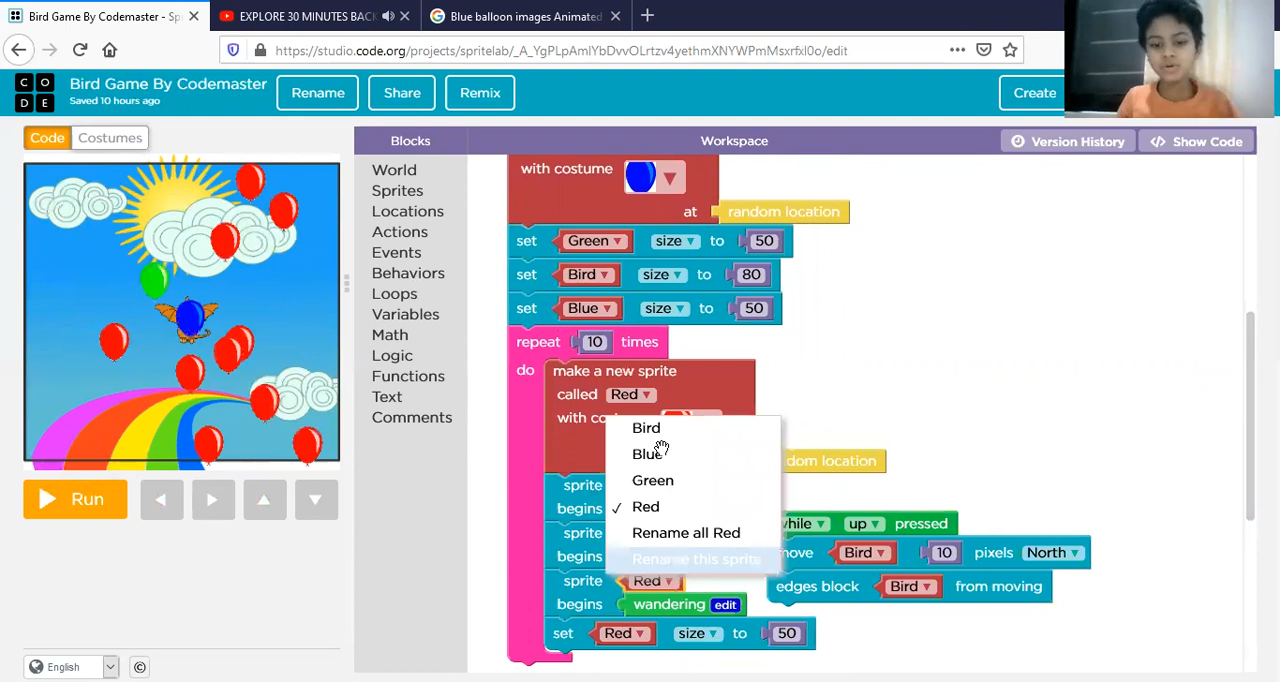 Bird Game By Codemaster - Sp
EXPLORE 30 MINUTES BACK
Blue balloon images Animated
https://studio.code.org/projects/spritelab/_A_YgPLpAmlYbDvvOLrtzv4yethmXNYWPmMsxrfxl0o/edit
C O
D E
Bird Game By Codemaster
Saved 10 hours ago
Rename
Share
Remix
Create
Code
Costumes
Blocks
Workspace
Version History
</> Show Code
World
Sprites
Locations
Actions
Events
Behaviors
Loops
Variables
Math
Logic
Functions
Text
Comments
with costume
at random location
set Green size to 50
set Bird size to 80
set Blue size to 50
repeat 10 times
do
make a new sprite
called Red
with co
dom location
Bird
Blue
Green
✓ Red
Rename all Red
Rename this sprite
sprite
begins
sprite
begins
sprite Red
begins wandering edit
set Red size to 50
while up pressed
move Bird 10 pixels North
edges block Bird from moving
Run
English
©